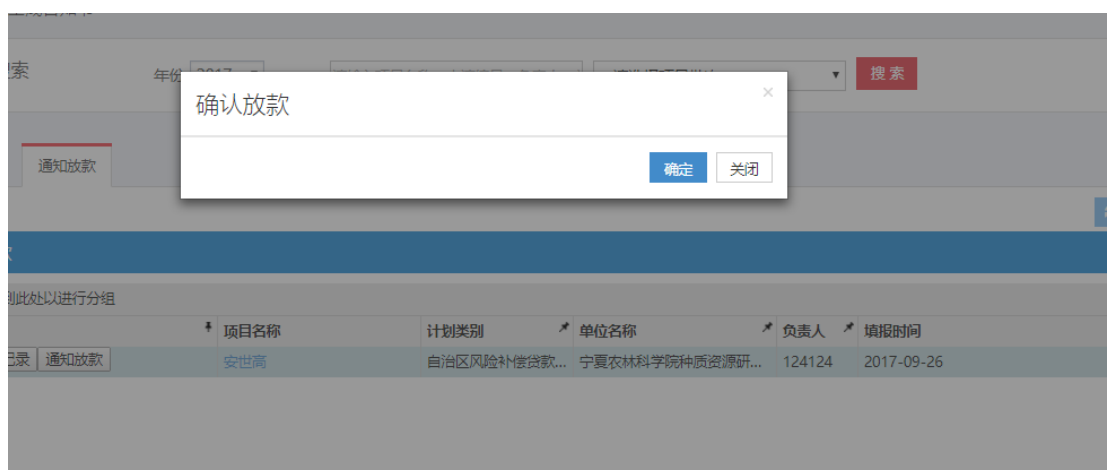 索
年份
搜索
确认放款
×
确定 关闭
通知放款
到此处以进行分组
项目名称 计划类别 单位名称 负责人 填报时间
记录 通知放款 安世高 自治区风险补偿贷款... 宁夏农林科学院种质资源研... 124124 2017-09-26